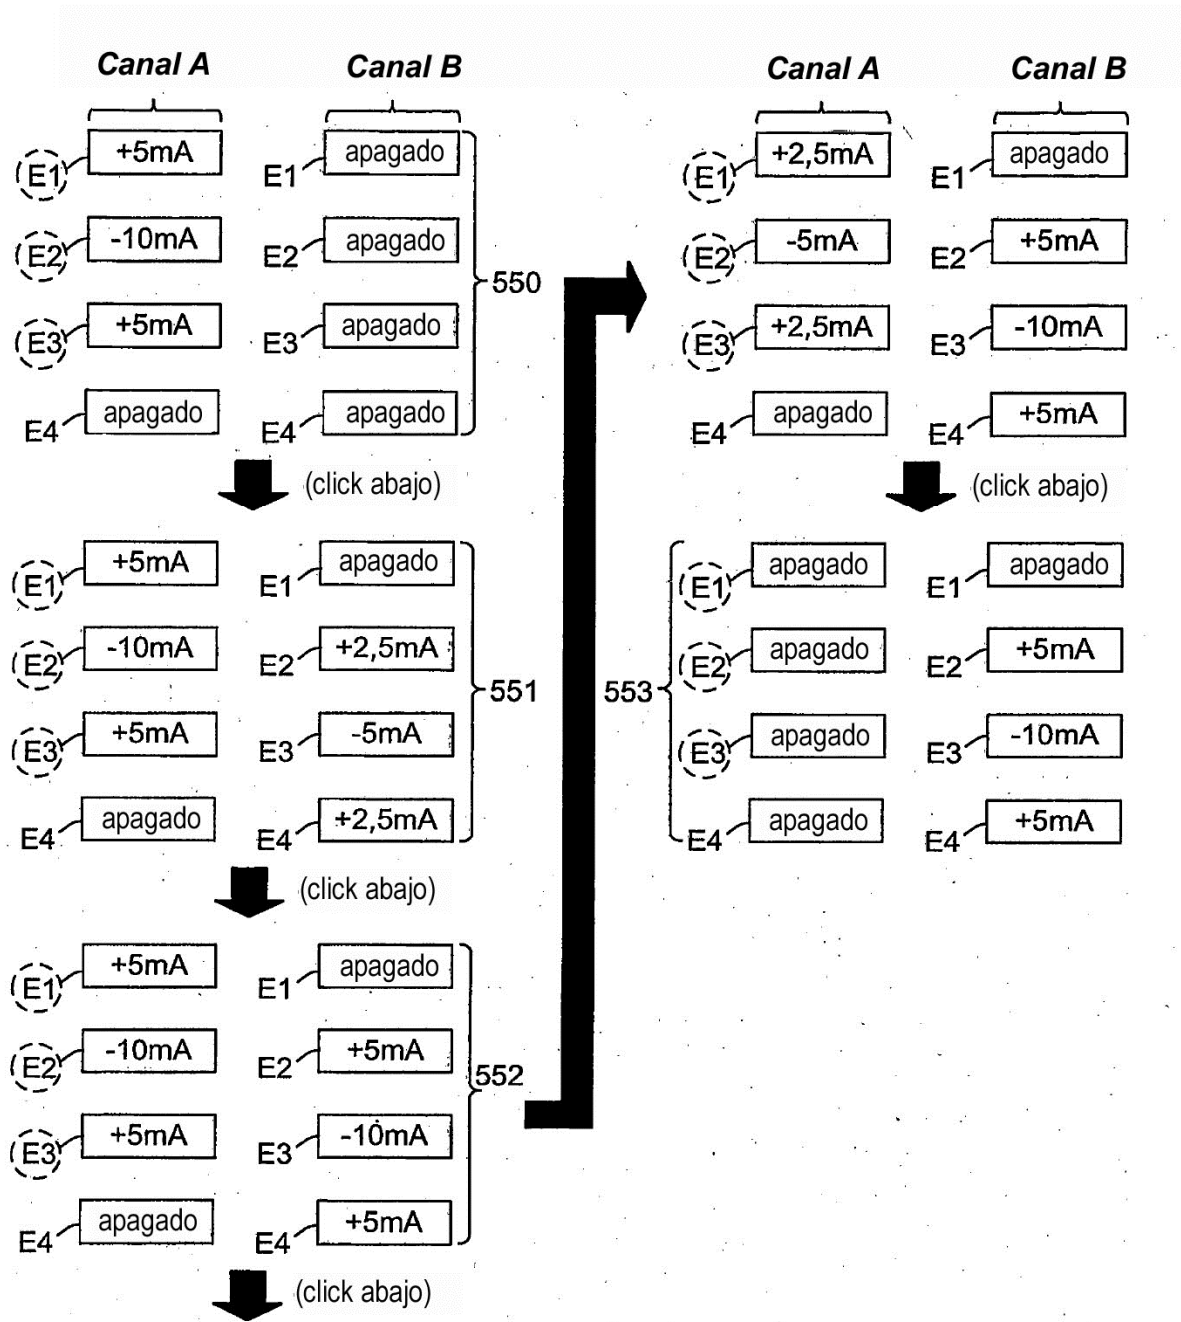 Canal A Canal B
E1 +5mA E1 apagado
E2 -10mA E2 apagado
550
E3 +5mA E3 apagado
E4 apagado E4 apagado
(click abajo)
E1 +5mA E1 apagado
E2 -10mA E2 +2,5mA
551
E3 +5mA E3 -5mA
E4 apagado E4 +2,5mA
(click abajo)
E1 +5mA E1 apagado
E2 -10mA E2 +5mA
552
E3 +5mA E3 -10mA
E4 apagado E4 +5mA
(click abajo)
Canal A Canal B
E1 +2,5mA E1 apagado
E2 -5mA E2 +5mA
E3 +2,5mA E3 -10mA
E4 apagado E4 +5mA
(click abajo)
E1 apagado E1 apagado
E2 apagado E2 +5mA
553
E3 apagado E3 -10mA
E4 apagado E4 +5mA